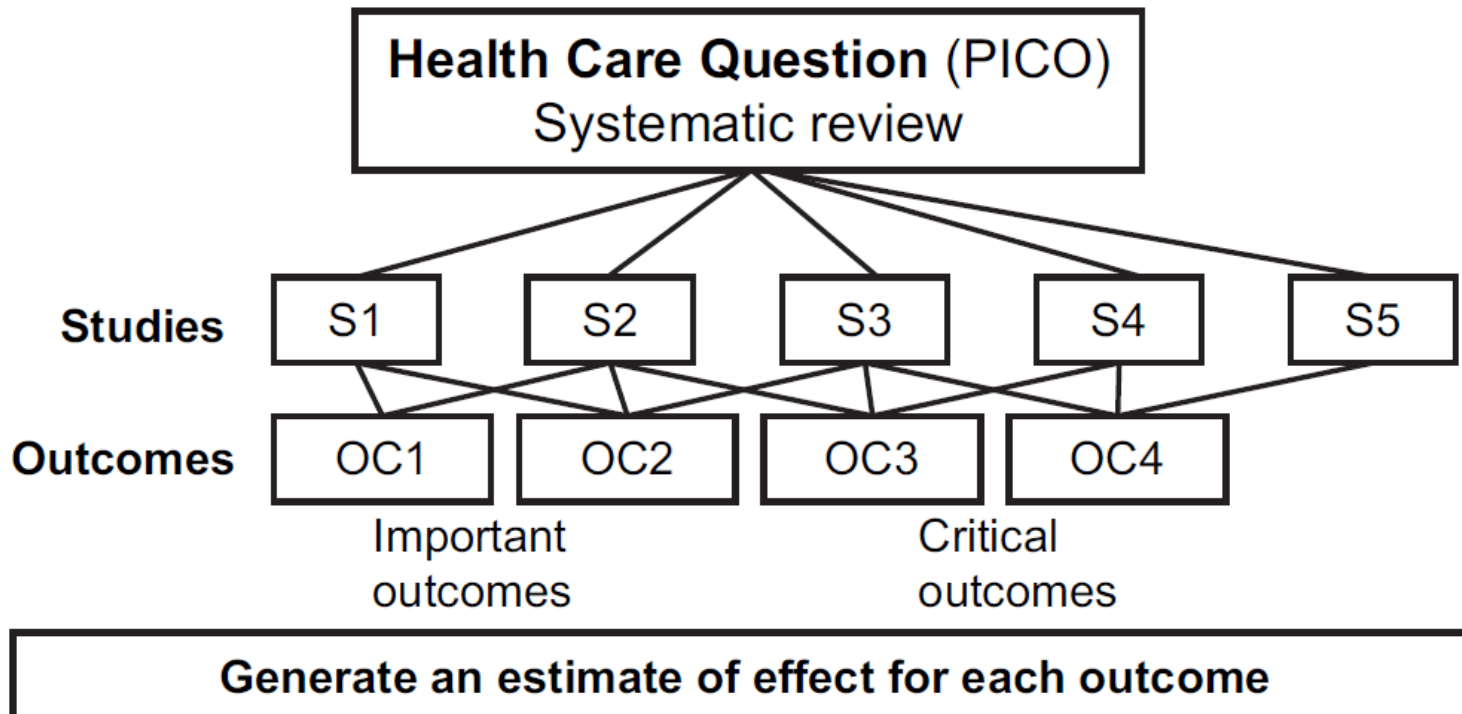 Health Care Question (PICO)
Systematic review
Studies
S1
S2
S3
S4
S5
Outcomes
OC1
OC2
OC3
OC4
Important
outcomes
Critical
outcomes
Generate an estimate of effect for each outcome